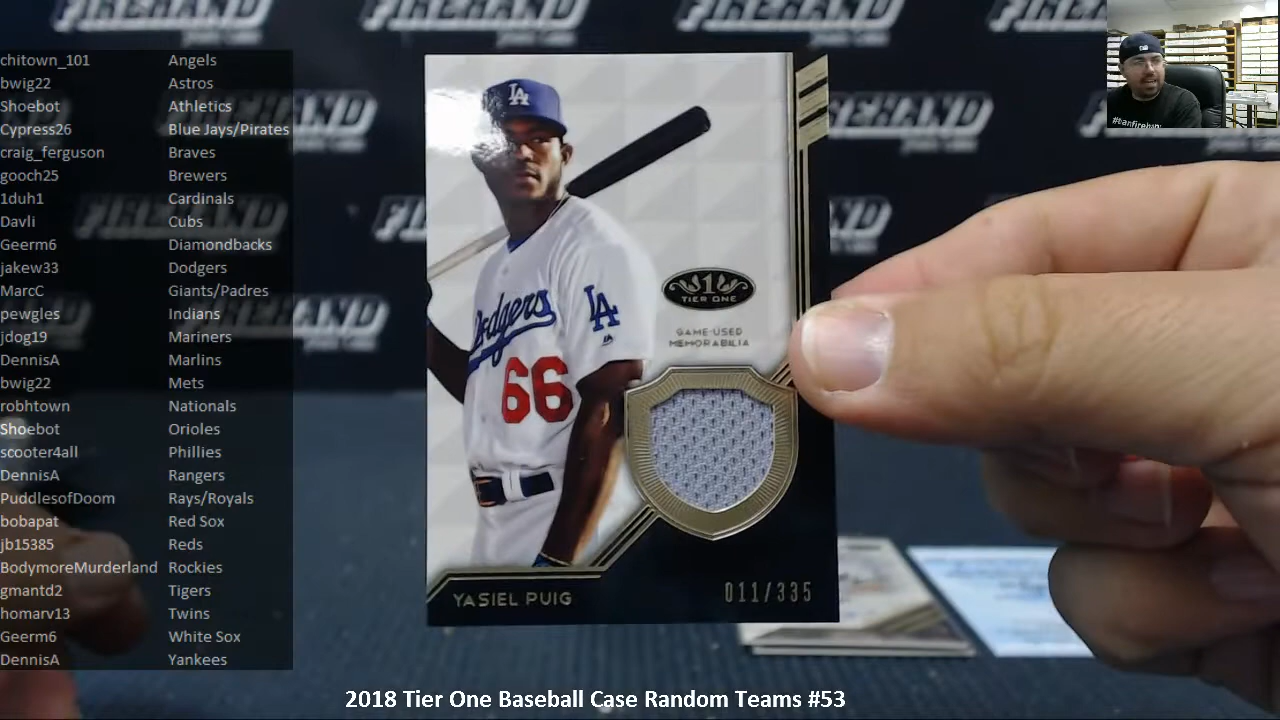 chitown_101 Angels
bwig22 Astros
Shoebot Athletics
Cypress26 Blue Jays/Pirates
craig_ferguson Braves
gooch25 Brewers
1duh1 Cardinals
Davli Cubs
Geerm6 Diamondbacks
jakew33 Dodgers
MarcC Giants/Padres
pewgles Indians
jdog19 Mariners
DennisA Marlins
bwig22 Mets
robhtown Nationals
Shoebot Orioles
scooter4all Phillies
DennisA Rangers
PuddlesofDoom Rays/Royals
bobapat Red Sox
jb15385 Reds
BodymoreMurderland Rockies
gmantd2 Tigers
homarv13 Twins
Geerm6 White Sox
DennisA Yankees
FIREHAND
LA
Dodgers
LA
66
1
TIER ONE
GAME-USED
MEMORABILIA
YASIEL PUIG
011/335
2018 Tier One Baseball Case Random Teams #53